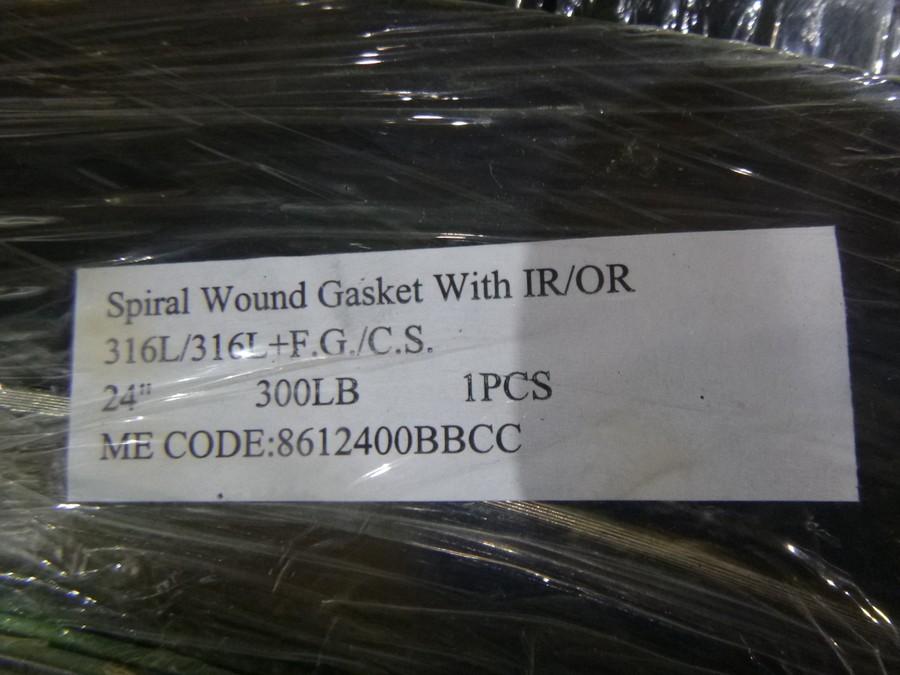 Spiral Wound Gasket With IR/OR
316L/316L+F.G./C.S.
24" 300LB 1PCS
ME CODE:8612400BBCC